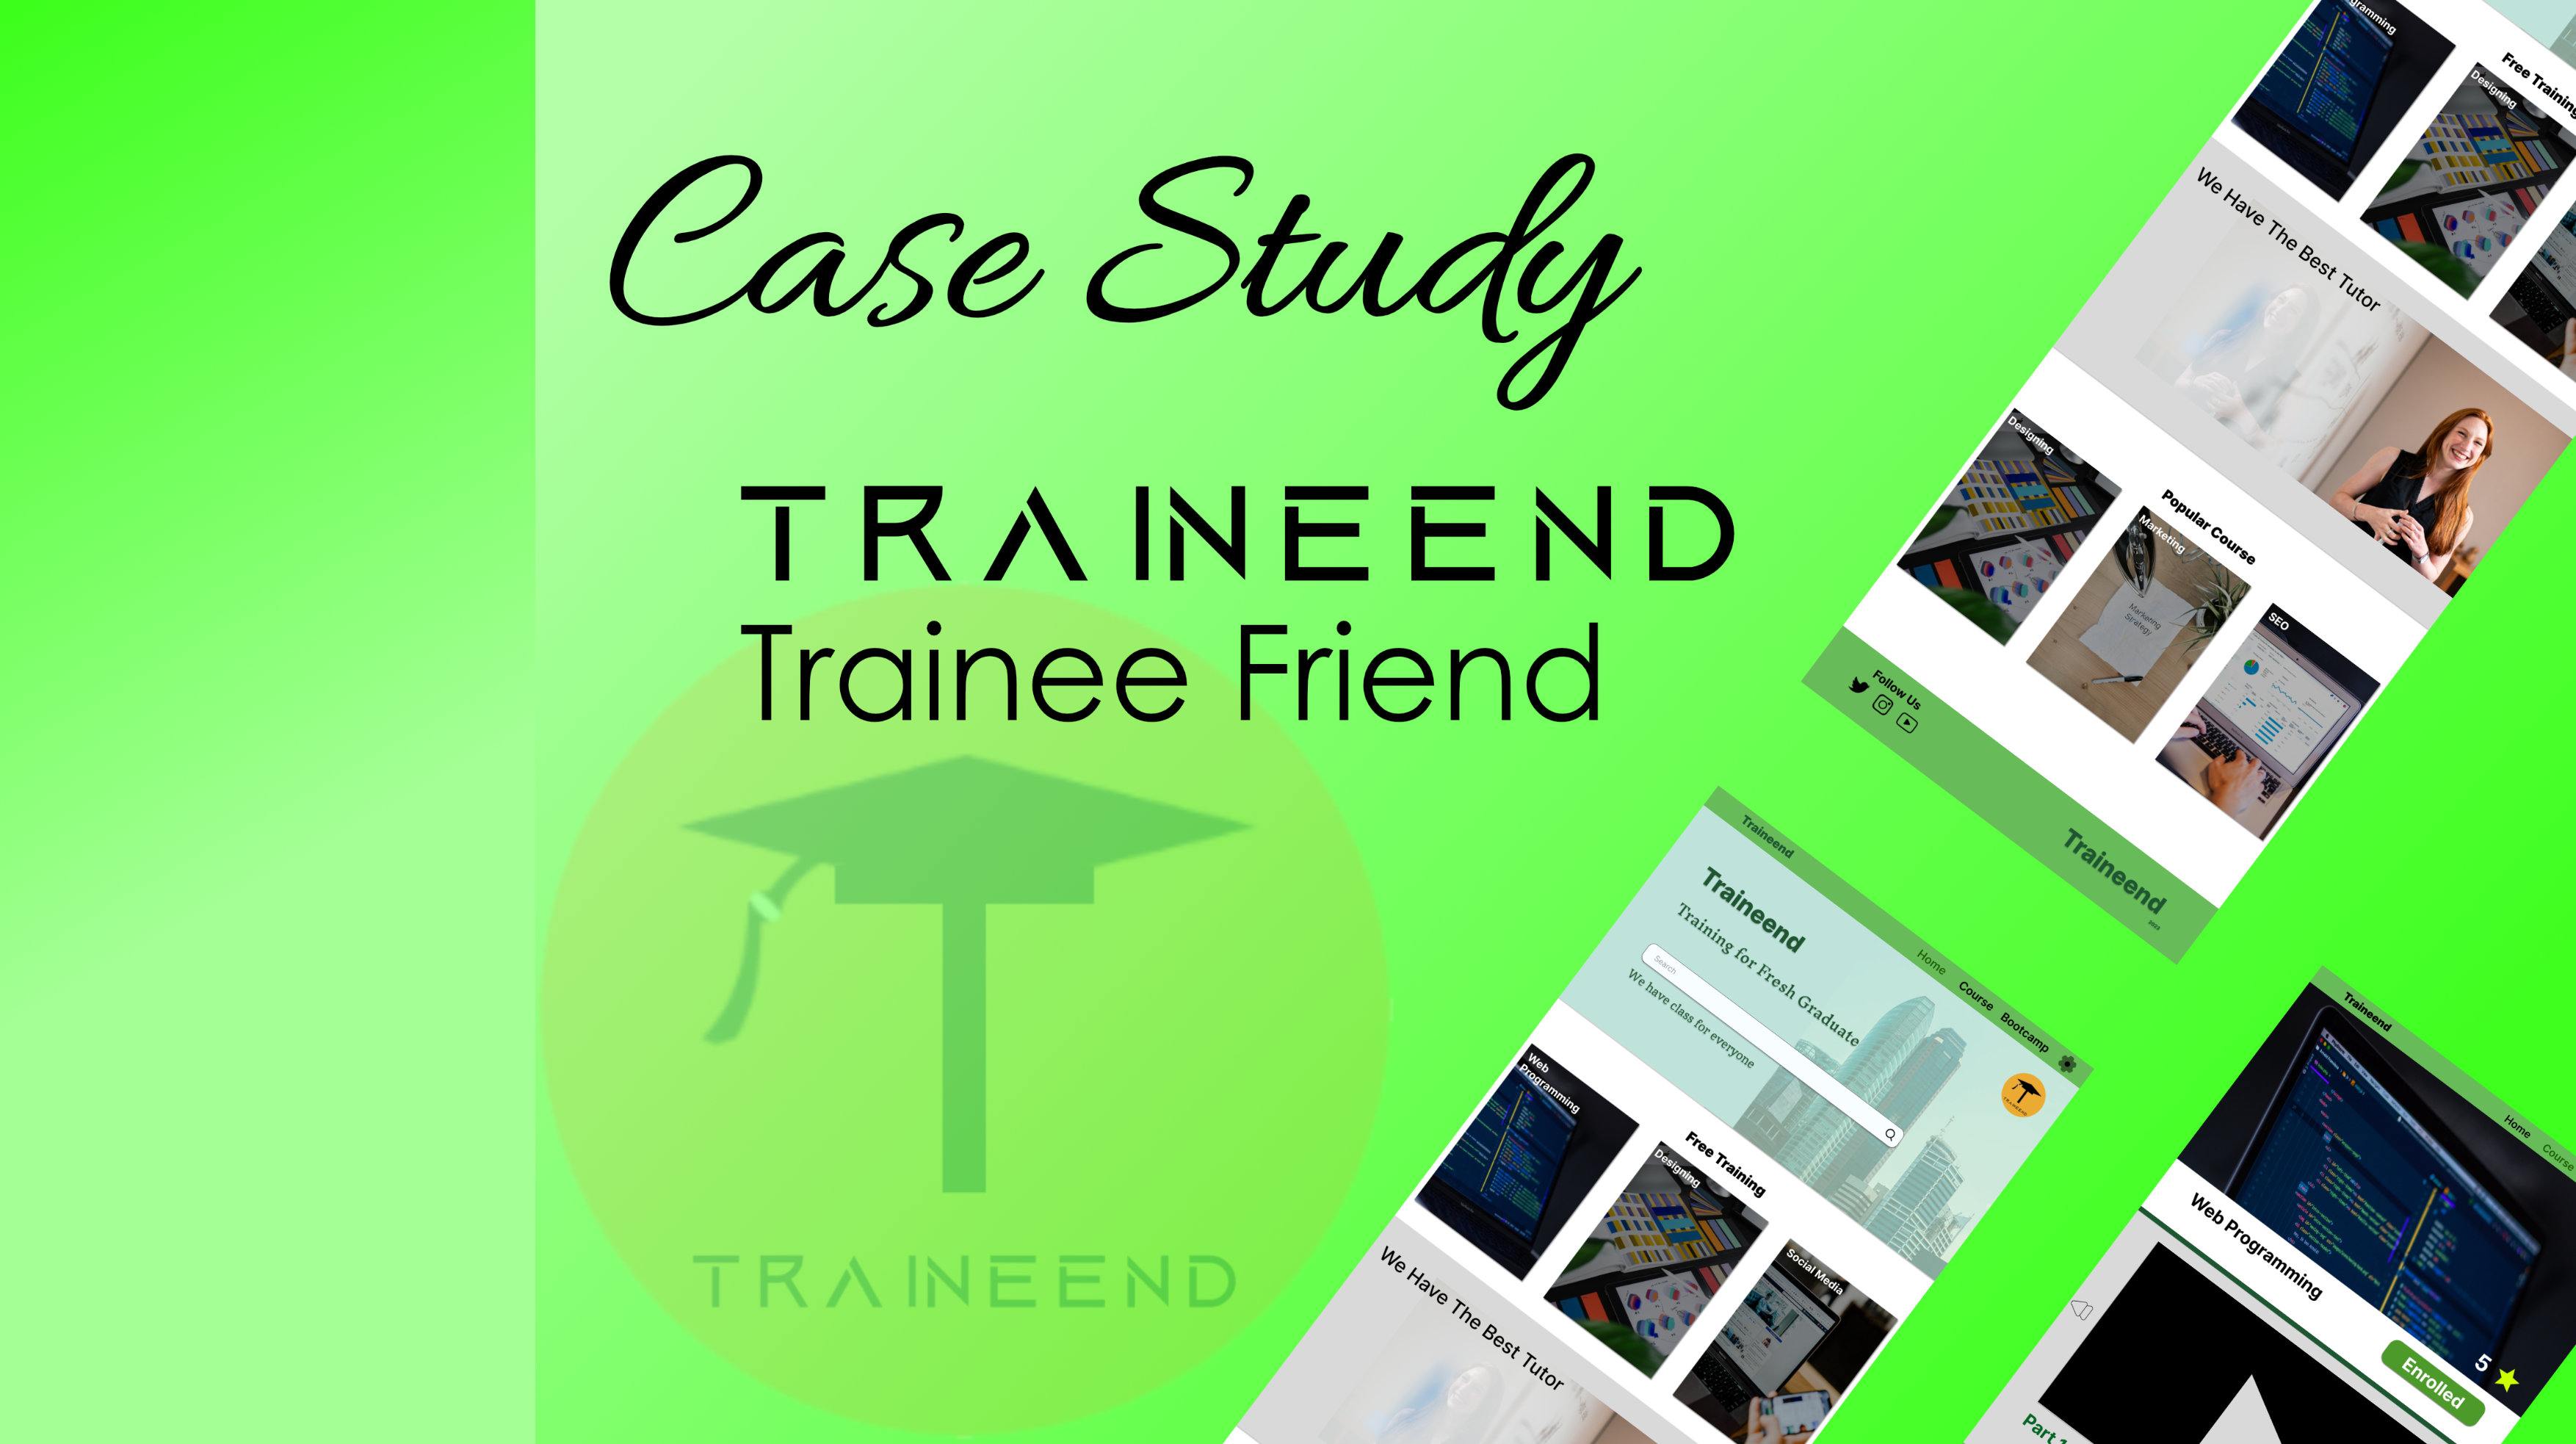 Case Study
TRAINEEND
Trainee Friend
TRAINEEND
Free Training
Designing
We Have The Best Tutor
Designing
Popular Course
Marketing
Marketing
Strategy
SEO
Follow Us
Traineend
Traineend
Home
Course
Bootcamp
Traineend
Training for Fresh Graduate
Search
We have class for everyone
TRAINEEND
Free Training
Web
Programming
Designing
Social Media
We Have The Best Tutor
Traineend
Home
Course
Web Programming
5
Enrolled
Part